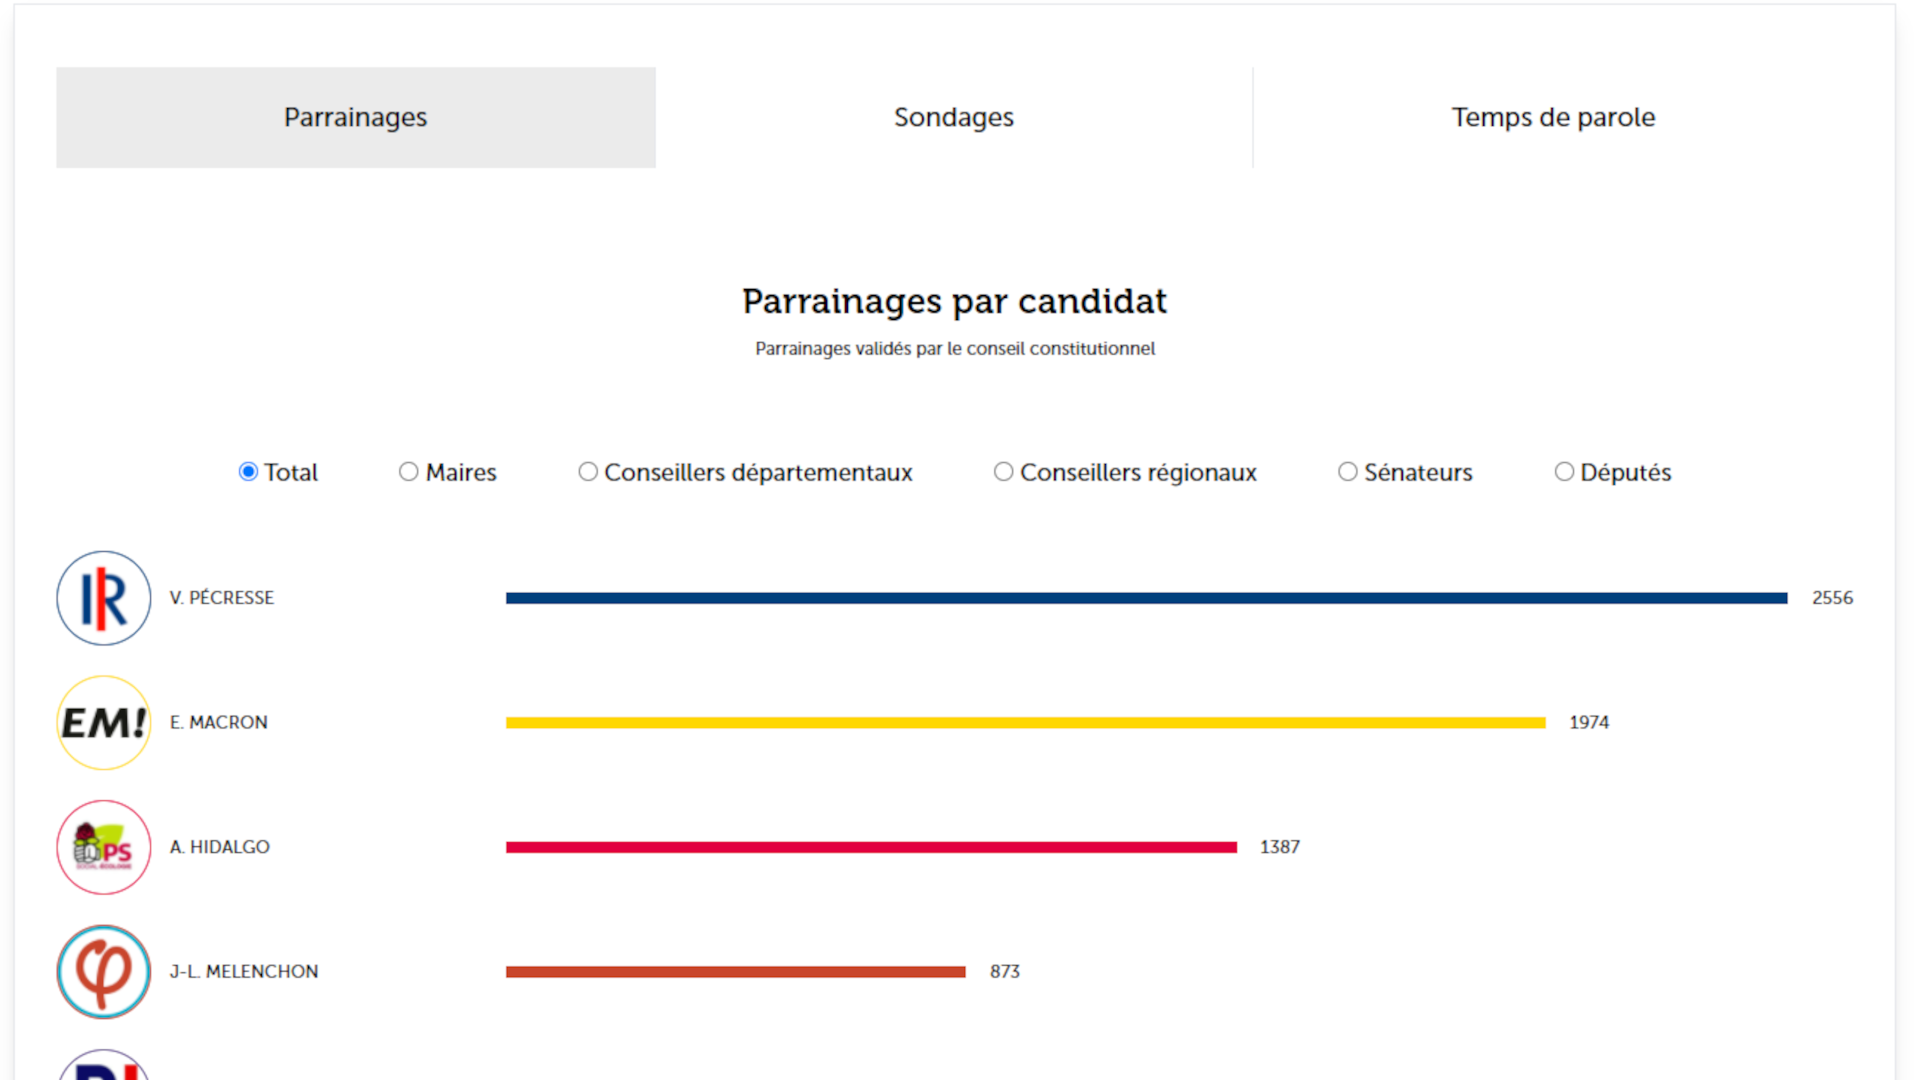 Parrainages
Sondages
Temps de parole
Parrainages par candidat
Parrainages validés par le conseil constitutionnel
Total
Maires
Conseillers départementaux
Conseillers régionaux
Sénateurs
Députés
lR
V. PÉCRESSE
2556
EM!
E. MACRON
1974
PS
A. HIDALGO
1387
φ
J-L. MELENCHON
873